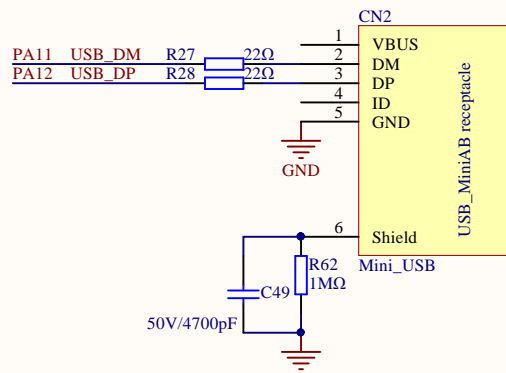 CN2
1 VBUS
PA11 USB_DM R27 22Ω 2 DM
PA12 USB_DP R28 22Ω 3 DP
4 ID
5 GND
GND
USB_MiniAB receptacle
6 Shield
Mini_USB
R62
1MΩ
C49
50V/4700pF